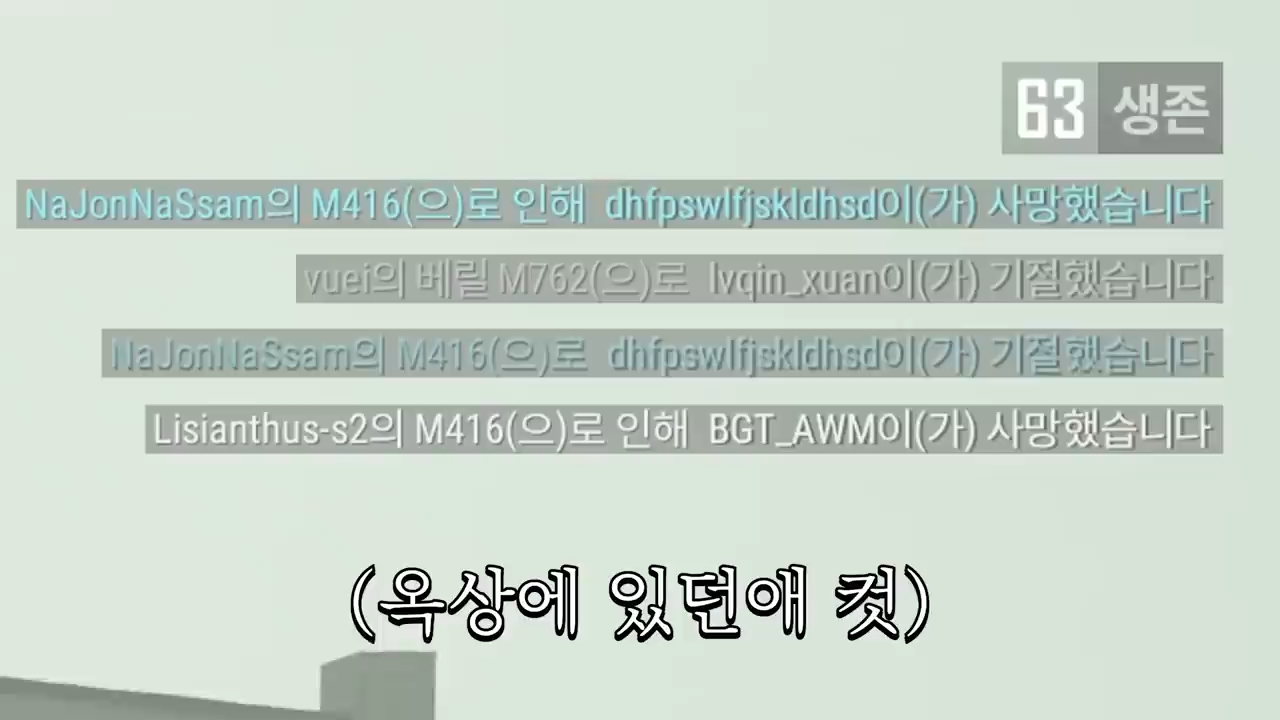 63 생존
NaJonNaSsam의 M416(으)로 인해 dhfpswlfjskldhsd이(가) 사망했습니다
vuei의 베릴 M762(으)로 lvqin_xuan이(가) 기절했습니다
NaJonNaSsam의 M416(으)로 dhfpswlfjskldhsd이(가) 기절했습니다
Lisianthus-s2의 M416(으)로 인해 BGT_AWM이(가) 사망했습니다
(옥상에 있던애 컷)